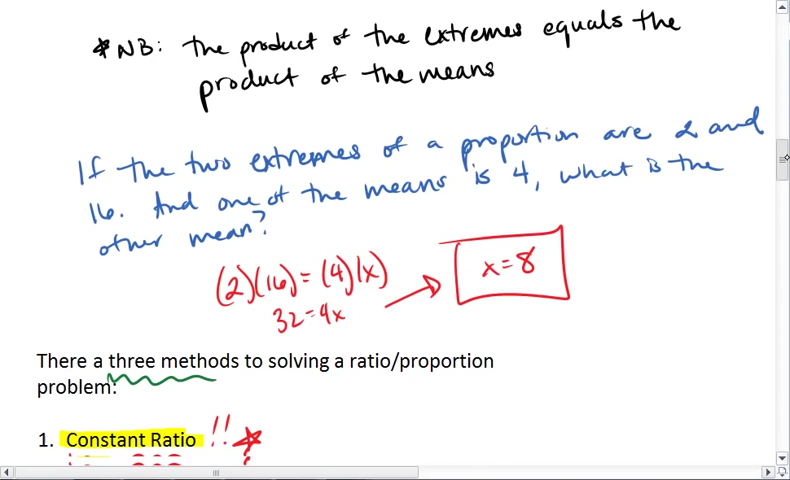 * NB: the product of the extremes equals the
product of the means
If the two extremes of a proportion are 2 and
16. And one of the means is 4, what is the
other mean?
(2)(16) = (4)(x)
x = 8
32 = 4x
There a three methods to solving a ratio/proportion
problem:
1. Constant Ratio !!